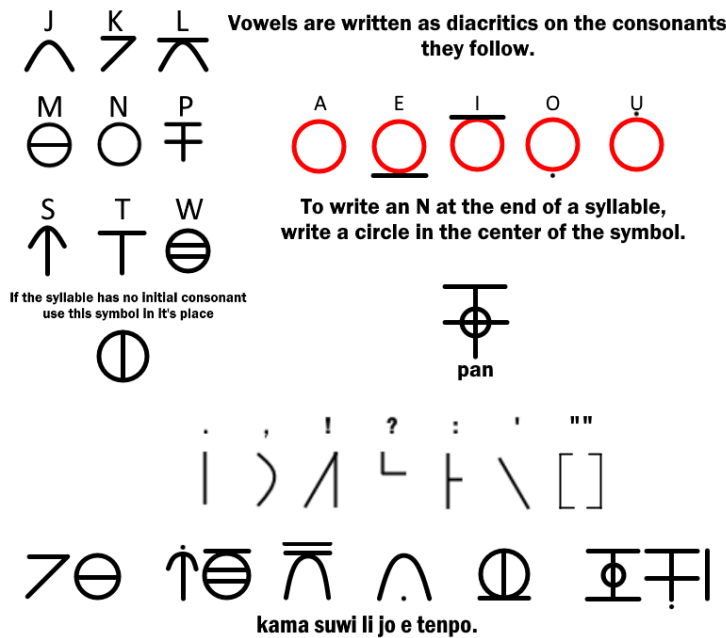 J K L
Vowels are written as diacritics on the consonants
they follow.
M N P
A E I O U
S T W
To write an N at the end of a syllable,
write a circle in the center of the symbol.
If the syllable has no initial consonant
use this symbol in it's place
pan
. , ! ? : ' ""
kama suwi li jo e tenpo.